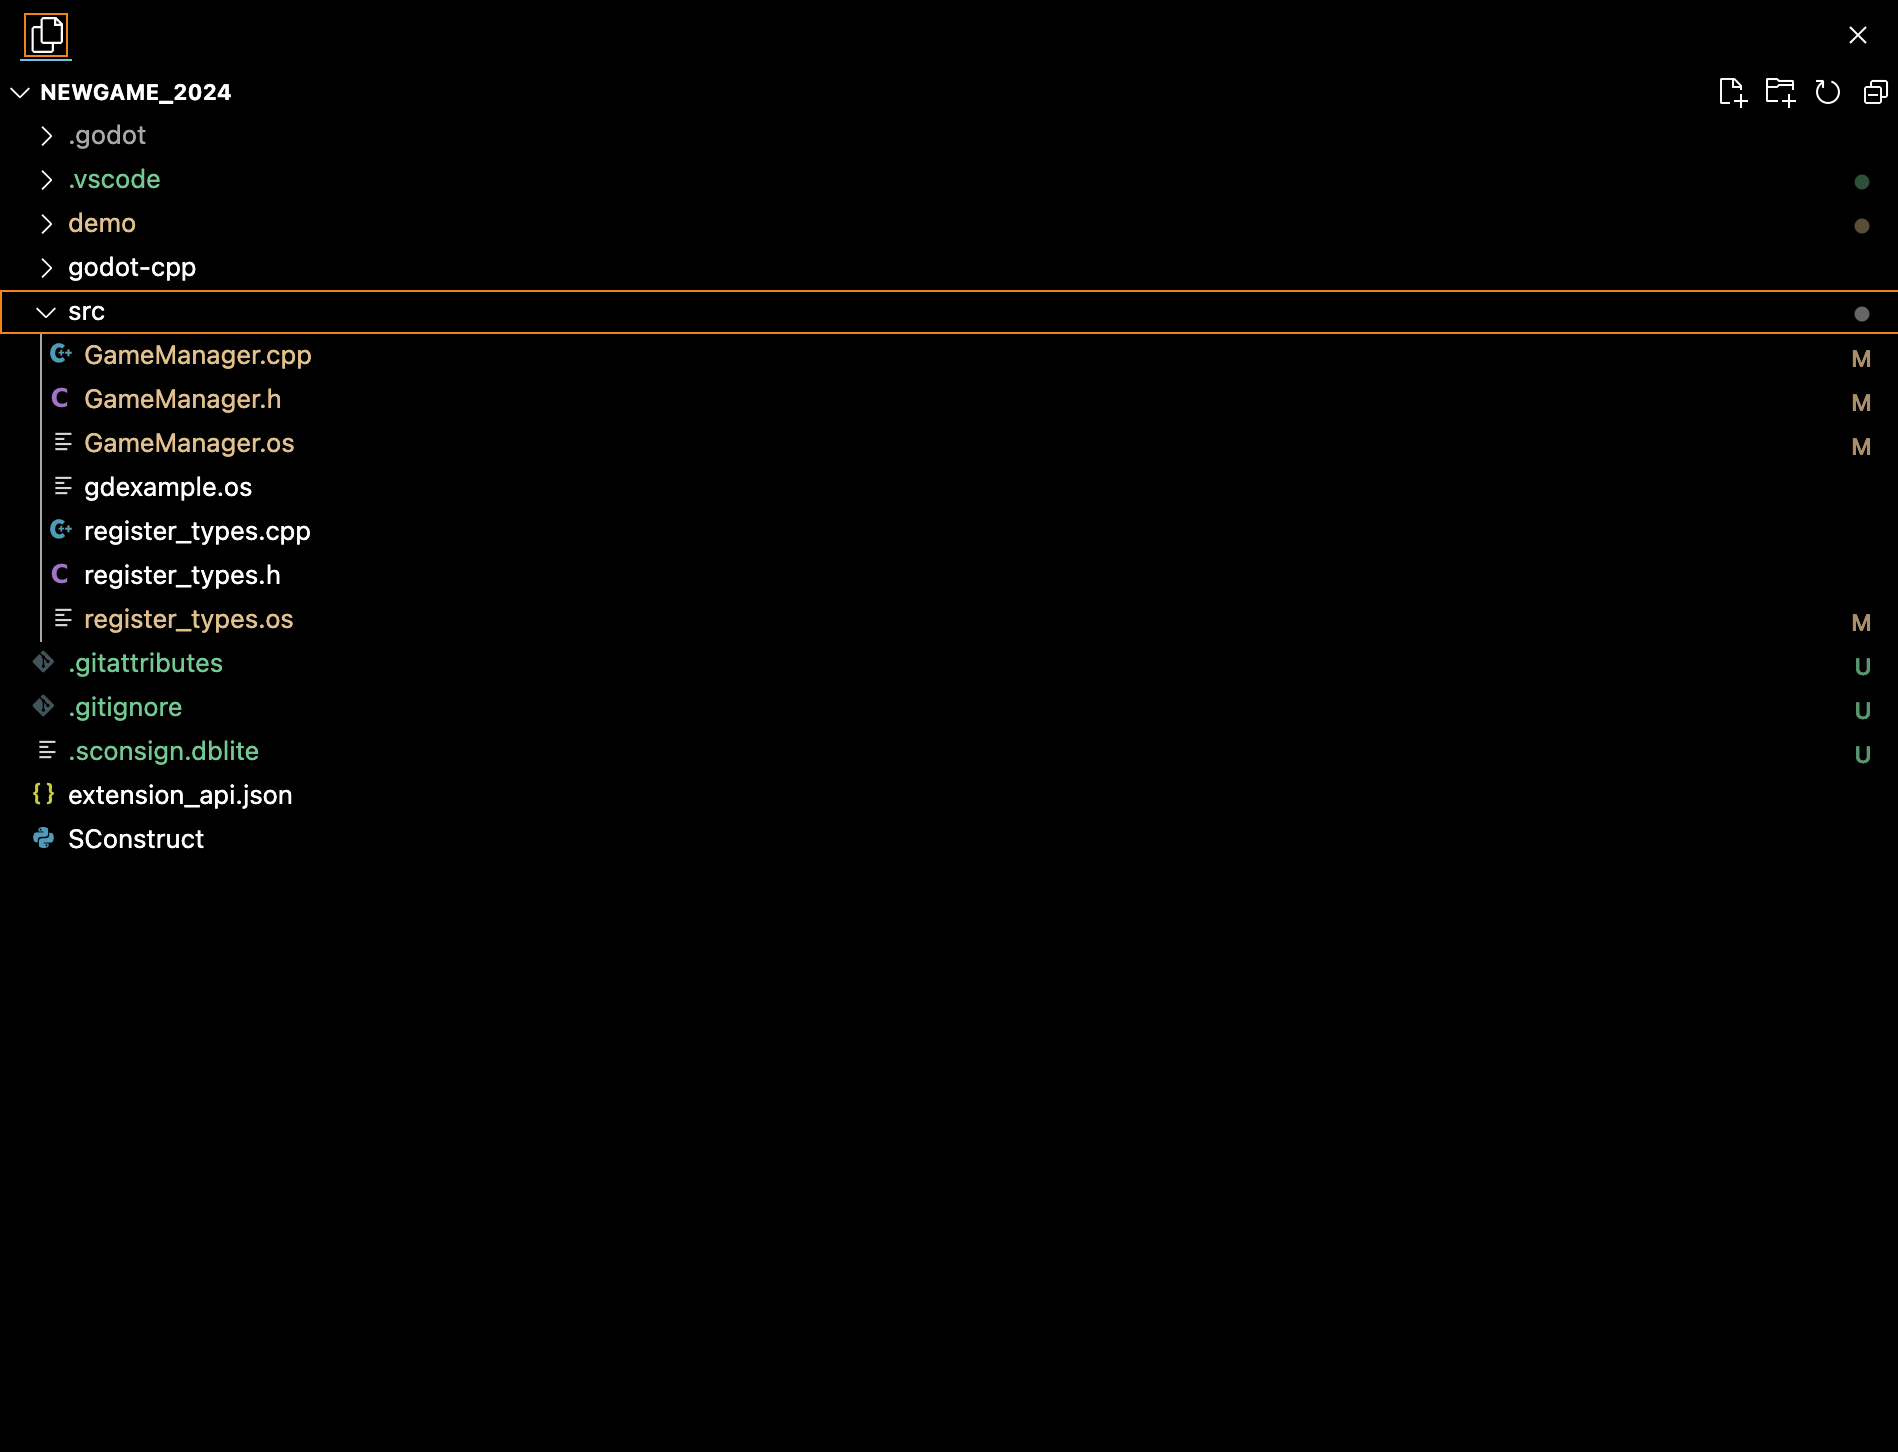 NEWGAME_2024
.godot
.vscode
demo
godot-cpp
src
GameManager.cpp M
GameManager.h M
GameManager.os M
gdexample.os
register_types.cpp
register_types.h
register_types.os M
.gitattributes U
.gitignore U
.sconsign.dblite U
extension_api.json
SConstruct